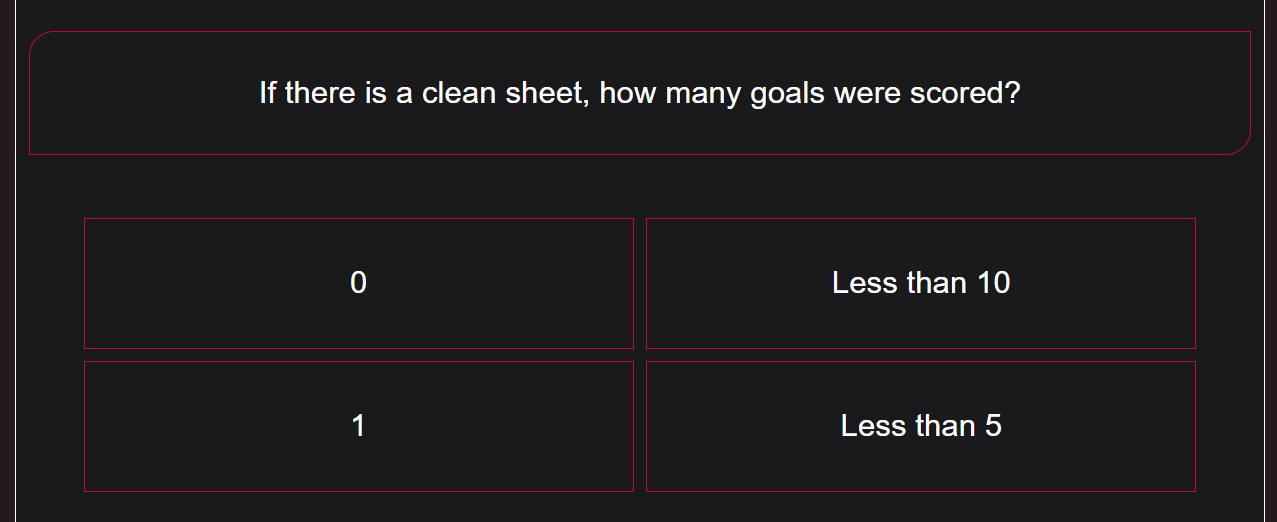 If there is a clean sheet, how many goals were scored?
0
Less than 10
1
Less than 5